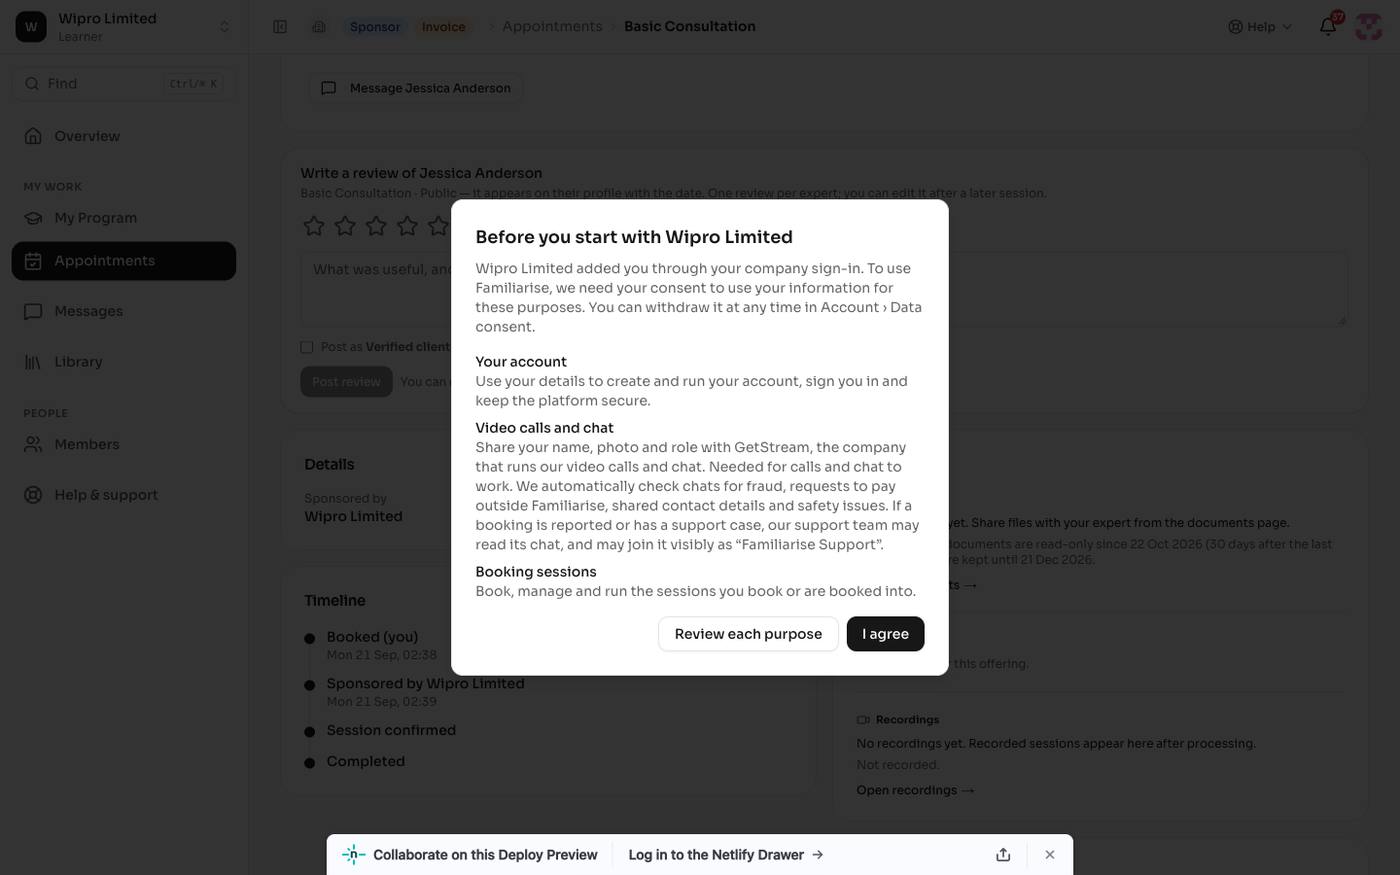 W
Wipro Limited
Learner
Sponsor
Invoice
Appointments
Basic Consultation
Help
37
Find
Ctrl/⌘ K
Overview
MY WORK
My Program
Appointments
Messages
Library
PEOPLE
Members
Help & support
Message Jessica Anderson
Write a review of Jessica Anderson
Basic Consultation · Public — it appears on their profile with the date. One review per expert; you can edit it after a later session.
What was useful, and
Post as Verified client
Post review
You can
Details
Sponsored by
Wipro Limited
Timeline
Booked (you)
Mon 21 Sep, 02:38
Sponsored by Wipro Limited
Mon 21 Sep, 02:39
Session confirmed
Completed
Before you start with Wipro Limited
Wipro Limited added you through your company sign-in. To use
Familiarise, we need your consent to use your information for
these purposes. You can withdraw it at any time in Account › Data
consent.
Your account
Use your details to create and run your account, sign you in and
keep the platform secure.
Video calls and chat
Share your name, photo and role with GetStream, the company
that runs our video calls and chat. Needed for calls and chat to
work. We automatically check chats for fraud, requests to pay
outside Familiarise, shared contact details and safety issues. If a
booking is reported or has a support case, our support team may
read its chat, and may join it visibly as “Familiarise Support”.
Booking sessions
Book, manage and run the sessions you book or are booked into.
Review each purpose
I agree
yet. Share files with your expert from the documents page.
documents are read-only since 22 Oct 2026 (30 days after the last
re kept until 21 Dec 2026.
ts →
this offering.
Recordings
No recordings yet. Recorded sessions appear here after processing.
Not recorded.
Open recordings →
Collaborate on this Deploy Preview
Log in to the Netlify Drawer →